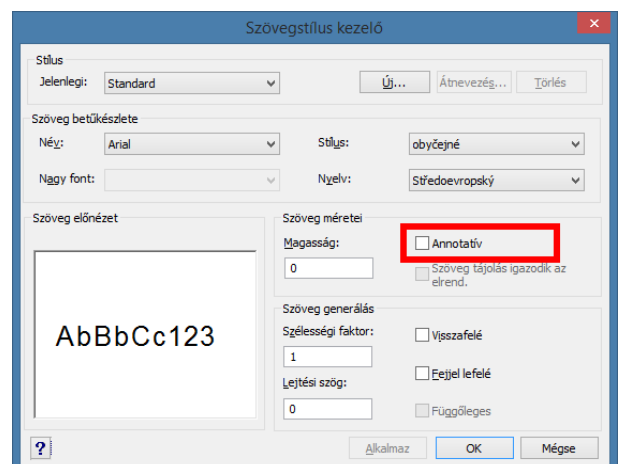 Szövegstílus kezelő
Stílus
Jelenlegi: Standard Új... Átnevezés... Törlés
Szöveg betűkészlete
Név: Arial Stílus: obyčejné
Nagy font: Nyelv: Středoevropský
Szöveg előnézet
AbBbCc123
Szöveg méretei
Magasság: Annotatív
0 Szöveg tájolás igazodik az
elrend.
Szöveg generálás
Szélességi faktor: Visszafelé
1
Lejtési szög: Fejjel lefelé
0 Függőleges
? Alkalmaz OK Mégse